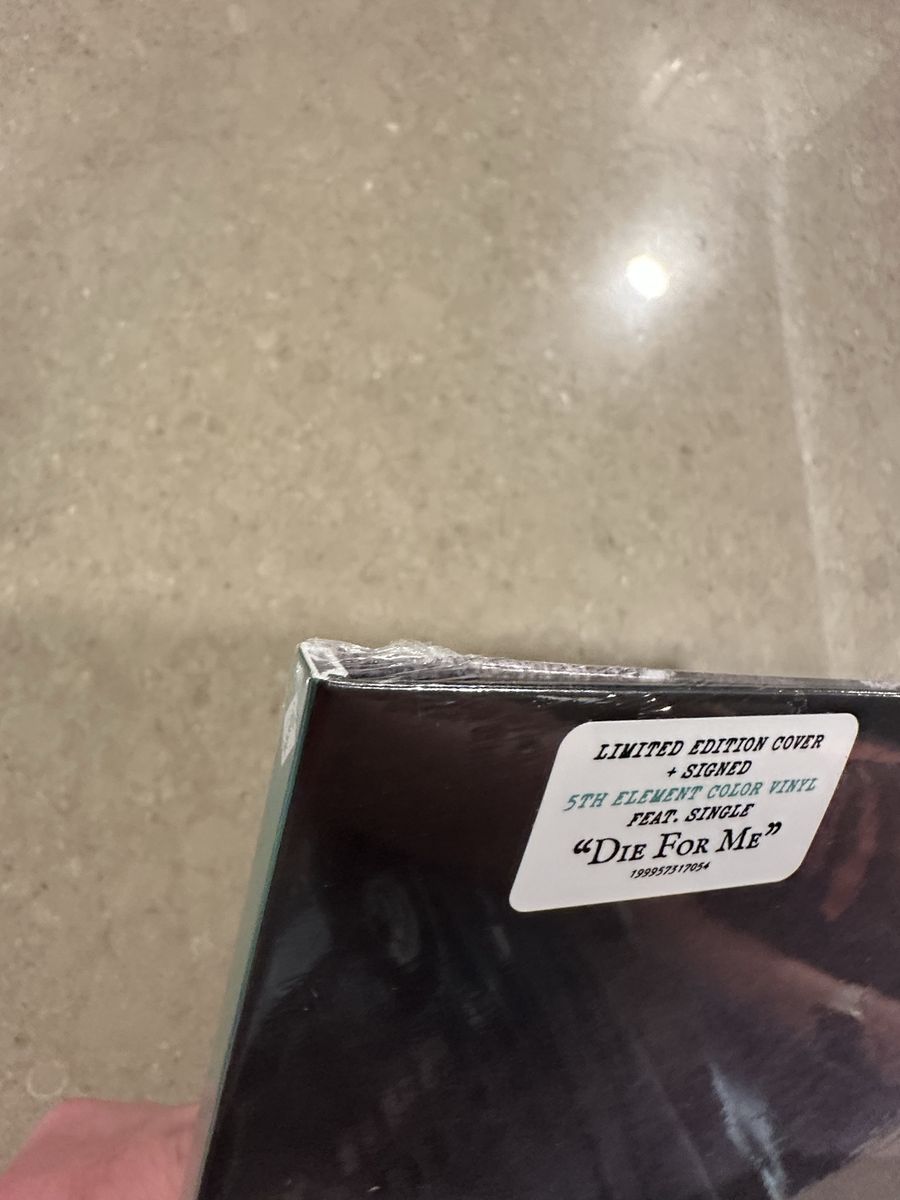 LIMITED EDITION COVER
+ SIGNED
5TH ELEMENT COLOR VINYL
FEAT. SINGLE
“DIE FOR ME”
199957317054